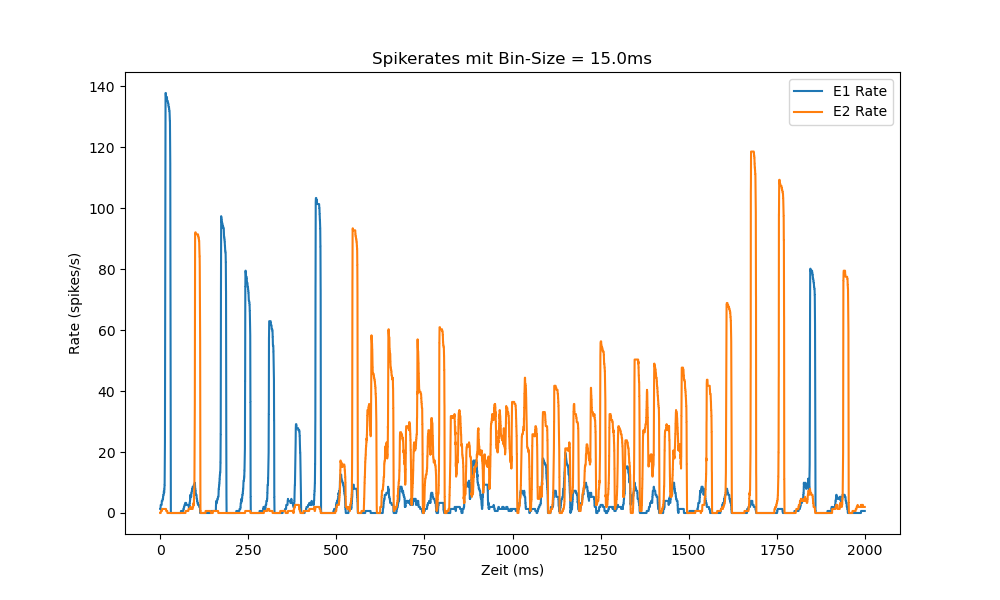 Spikerates mit Bin-Size = 15.0ms
E1 Rate
E2 Rate
Rate (spikes/s)
140
120
100
80
60
40
20
0
0 250 500 750 1000 1250 1500 1750 2000
Zeit (ms)